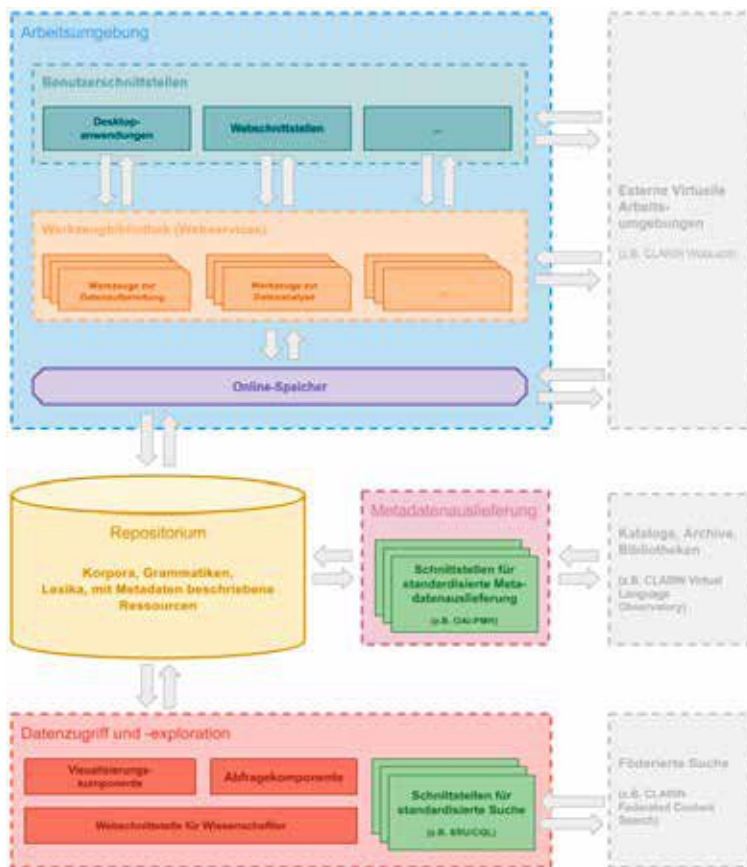 Arbeitsumgebung
Benutzerschnittstellen
Desktop-
anwendungen
Webschnittstellen
...
Werkzeugbibliothek (Webservices)
Werkzeuge zur
Datenaufbereitung
Werkzeuge zur
Datenanalyse
...
Online-Speicher
Externe Virtuelle
Arbeits-
umgebungen
(z.B. CLARIN WebLicht)
Repositorium
Korpora, Grammatiken,
Lexika, mit Metadaten beschriebene
Ressourcen
Metadatenauslieferung
Schnittstellen für
standardisierte Meta-
datenauslieferung
(z.B. OAI-PMH)
Kataloge, Archive,
Bibliotheken
(z.B. CLARIN Virtual
Language
Observatory)
Datenzugriff und -exploration
Visualisierungs-
komponente
Abfragekomponente
Webschnittstelle für Wissenschaftler
Schnittstellen für
standardisierte Suche
(z.B. SRU/CQL)
Föderierte Suche
(z.B. CLARIN
Federated Content
Search)